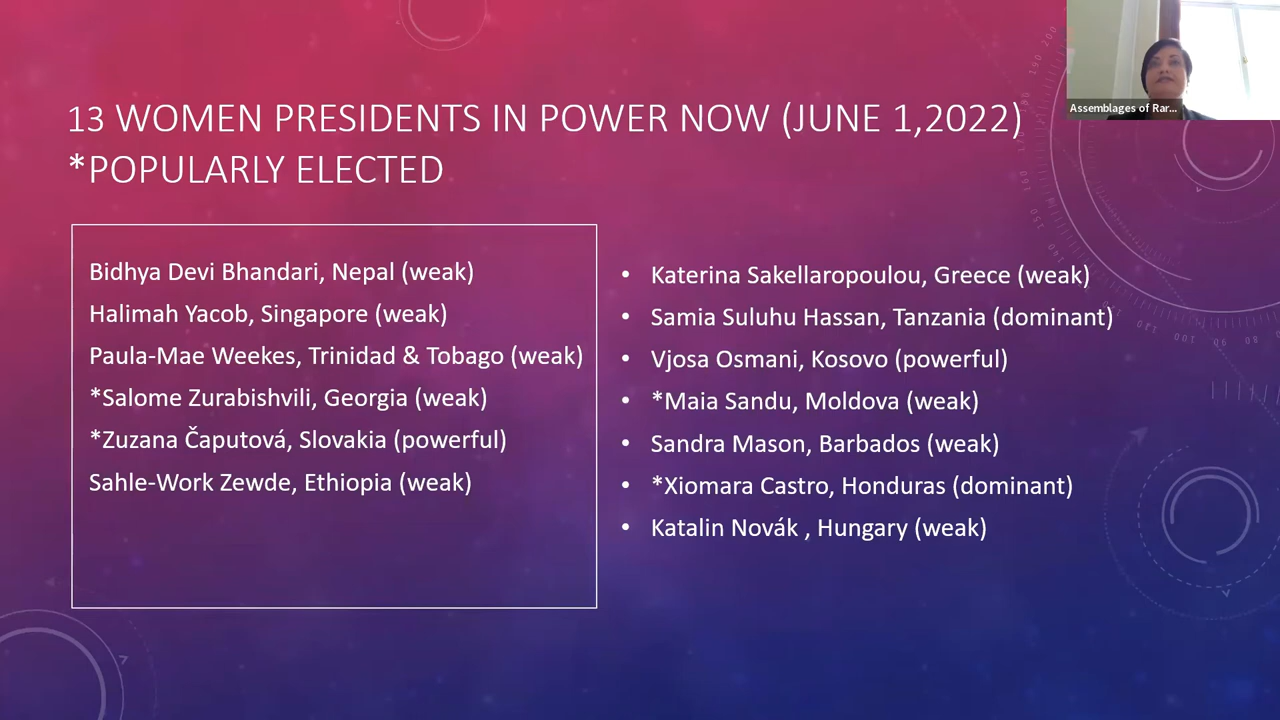 13 WOMEN PRESIDENTS IN POWER NOW (JUNE 1,2022)
*POPULARLY ELECTED
Bidhya Devi Bhandari, Nepal (weak)
Halimah Yacob, Singapore (weak)
Paula-Mae Weekes, Trinidad & Tobago (weak)
*Salome Zurabishvili, Georgia (weak)
*Zuzana Čaputová, Slovakia (powerful)
Sahle-Work Zewde, Ethiopia (weak)
• Katerina Sakellaropoulou, Greece (weak)
• Samia Suluhu Hassan, Tanzania (dominant)
• Vjosa Osmani, Kosovo (powerful)
• *Maia Sandu, Moldova (weak)
• Sandra Mason, Barbados (weak)
• *Xiomara Castro, Honduras (dominant)
• Katalin Novák , Hungary (weak)
Assemblages of Rar...